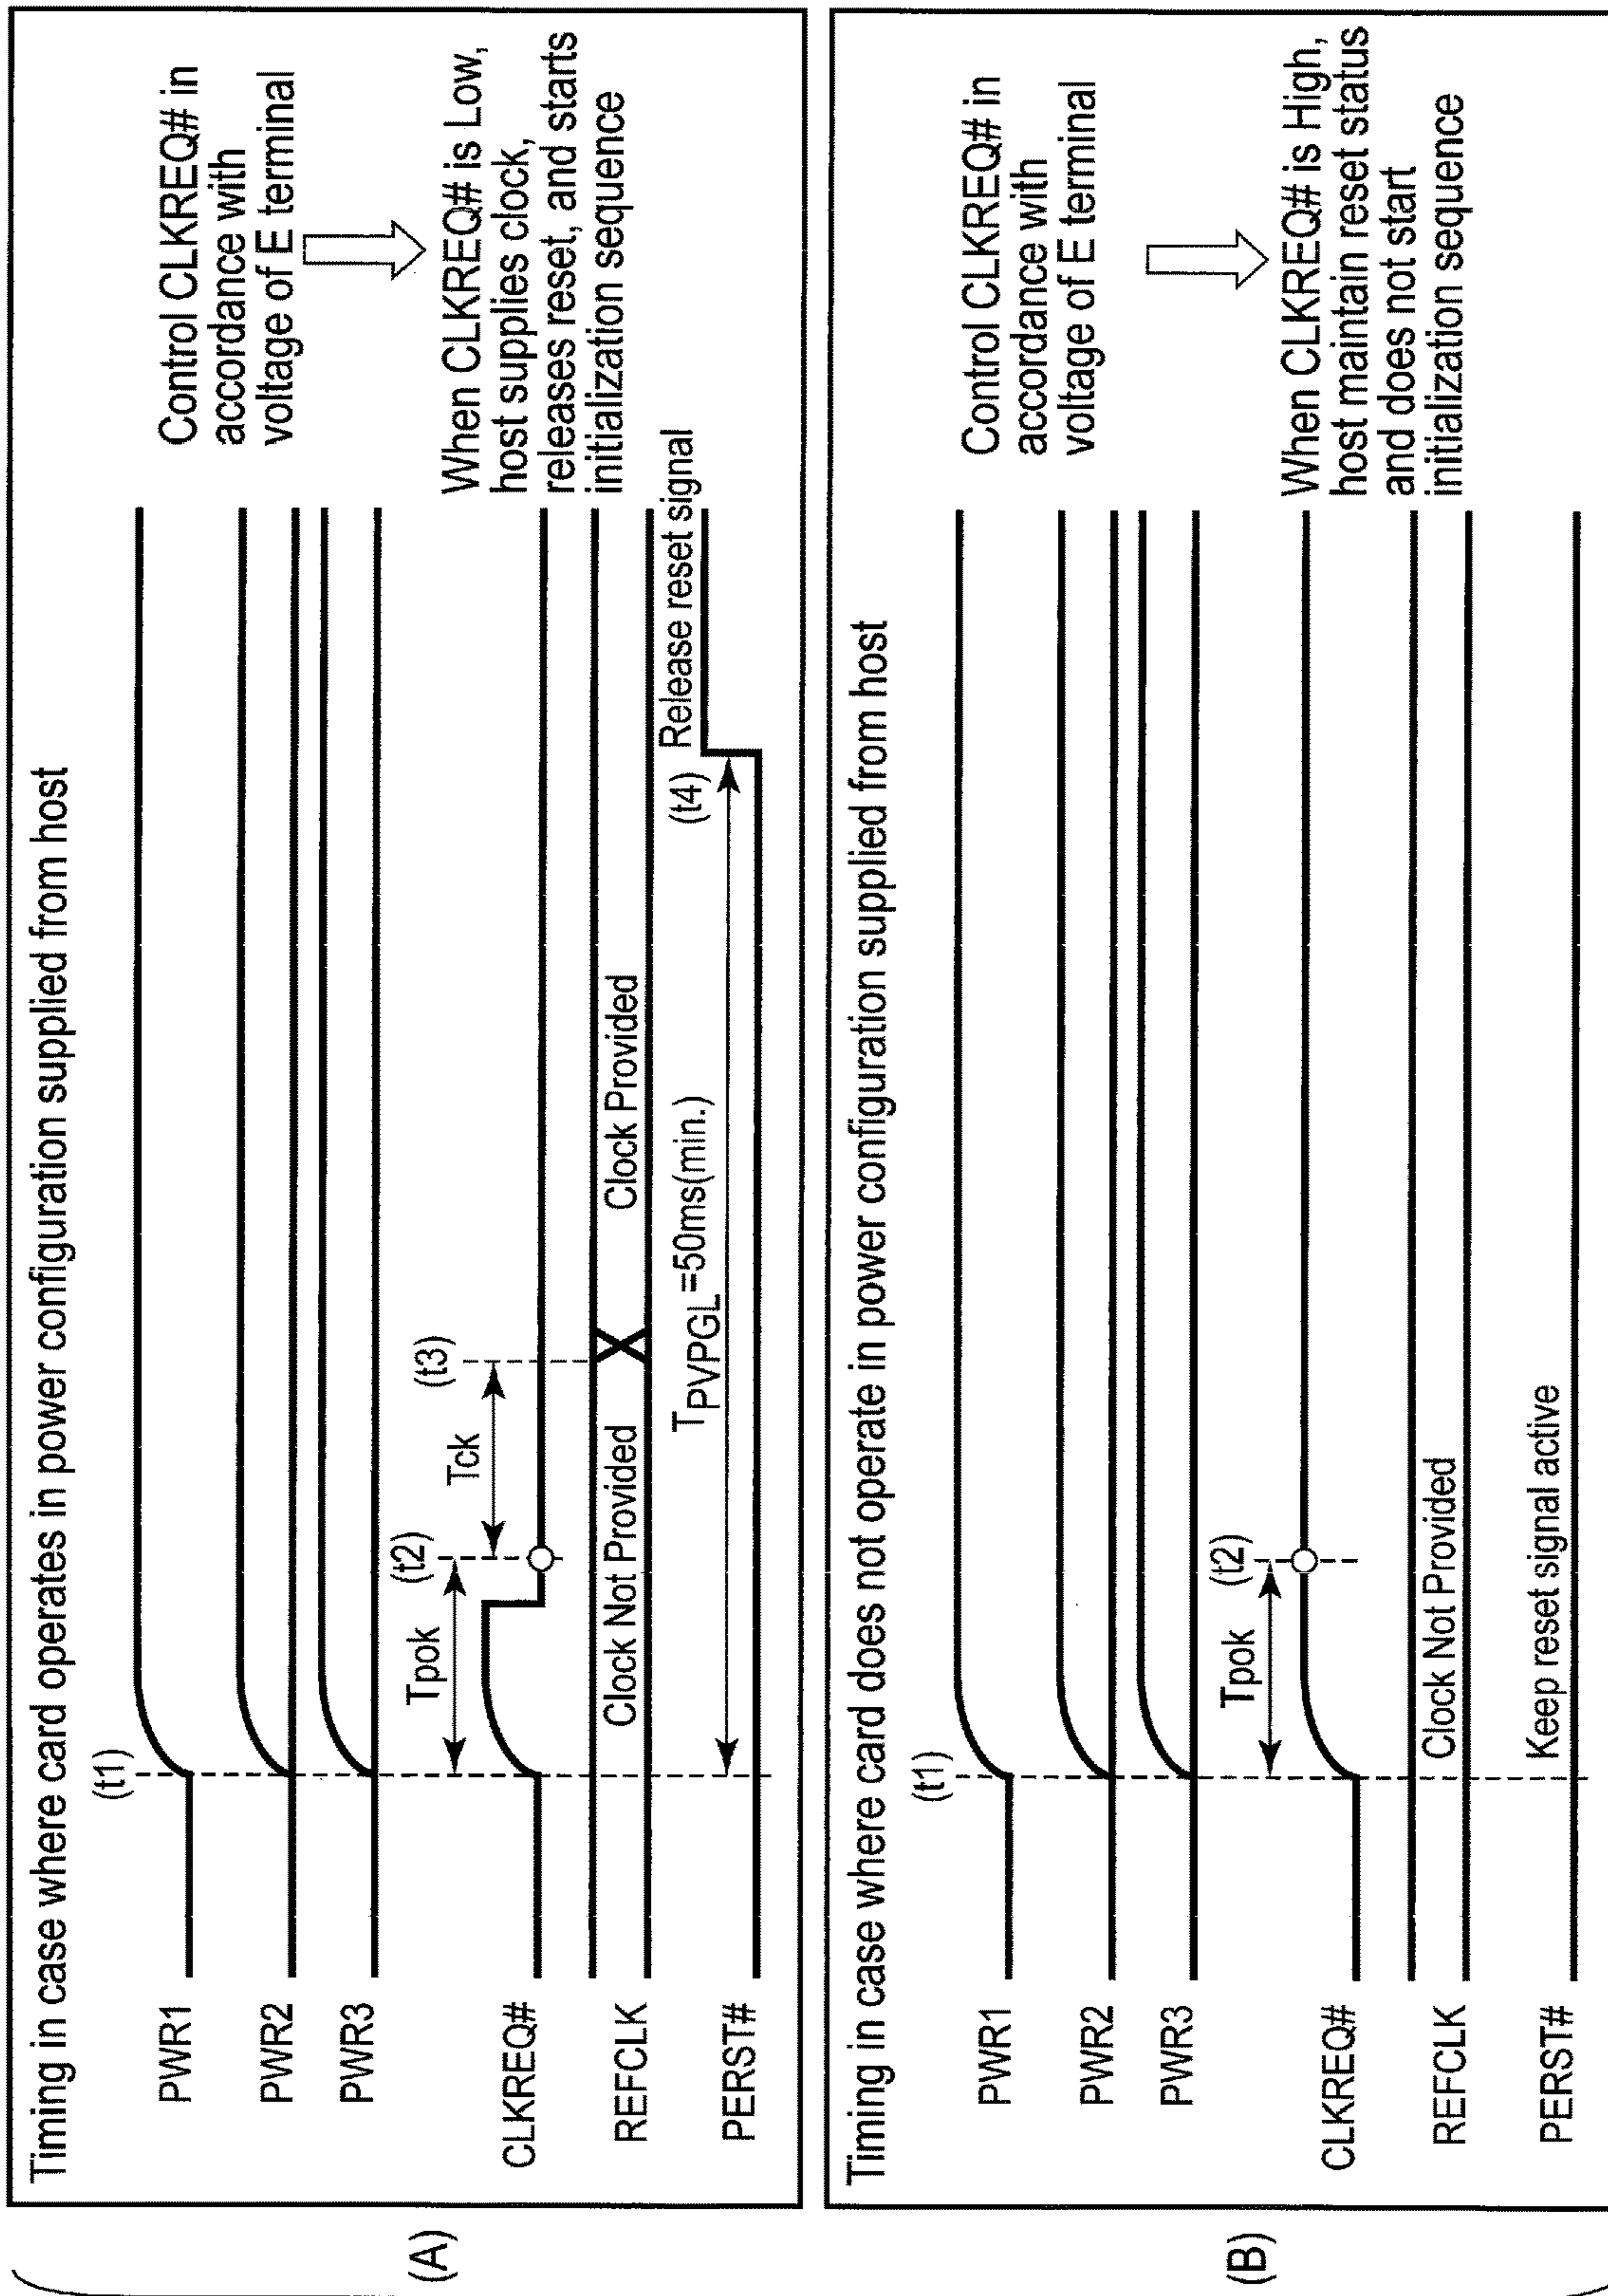 (A)
Timing in case where card operates in power configuration supplied from host
PWR1
PWR2
PWR3
CLKREQ#
REFCLK
PERST#
(t1)
Tpok
(t2)
Tck
(t3)
Clock Not Provided
Clock Provided
TPVPGL=50ms(min.)
(t4)
Release reset signal
Control CLKREQ# in
accordance with
voltage of E terminal
When CLKREQ# is Low,
host supplies clock,
releases reset, and starts
initialization sequence
(B)
Timing in case where card does not operate in power configuration supplied from host
PWR1
PWR2
PWR3
CLKREQ#
REFCLK
PERST#
(t1)
Tpok
(t2)
Clock Not Provided
Keep reset signal active
Control CLKREQ# in
accordance with
voltage of E terminal
When CLKREQ# is High,
host maintain reset status
and does not start
initialization sequence